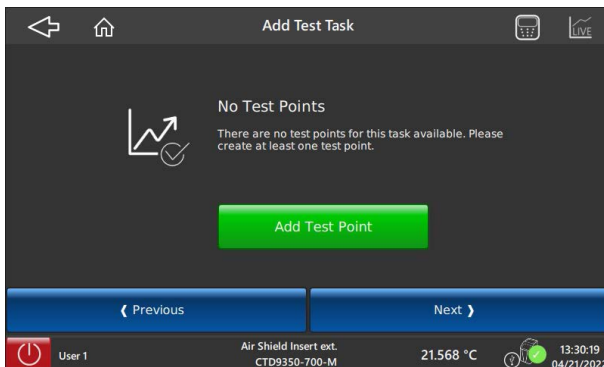 Add Test Task
LIVE
No Test Points
There are no test points for this task available. Please
create at least one test point.
Add Test Point
❰ Previous
Next ❱
User 1
Air Shield Insert ext.
CTD9350-700-M
21.568 °C
13:30:19